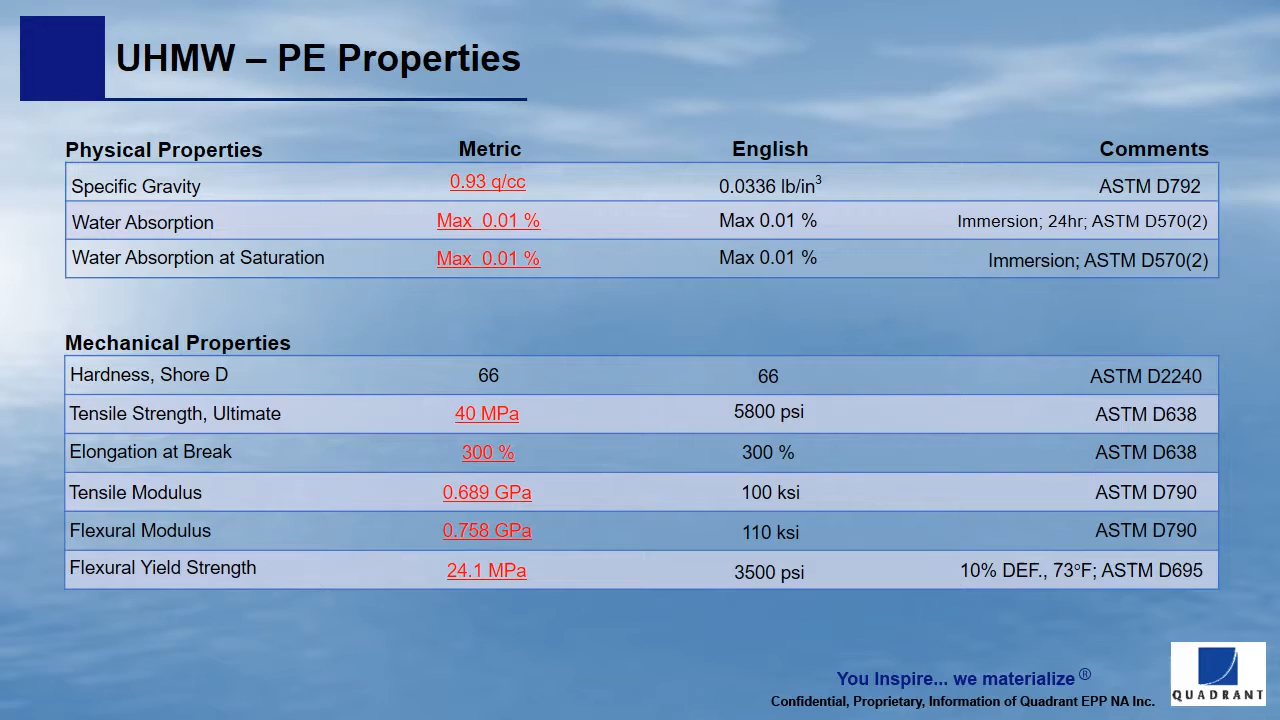 UHMW – PE Properties
Physical Properties Metric English Comments
Specific Gravity 0.93 q/cc 0.0336 lb/in³ ASTM D792
Water Absorption Max 0.01 % Max 0.01 % Immersion; 24hr; ASTM D570(2)
Water Absorption at Saturation Max 0.01 % Max 0.01 % Immersion; ASTM D570(2)
Mechanical Properties
Hardness, Shore D 66 66 ASTM D2240
Tensile Strength, Ultimate 40 MPa 5800 psi ASTM D638
Elongation at Break 300 % 300 % ASTM D638
Tensile Modulus 0.689 GPa 100 ksi ASTM D790
Flexural Modulus 0.758 GPa 110 ksi ASTM D790
Flexural Yield Strength 24.1 MPa 3500 psi 10% DEF., 73°F; ASTM D695
You Inspire... we materialize ®
Confidential, Proprietary, Information of Quadrant EPP NA Inc.
QUADRANT